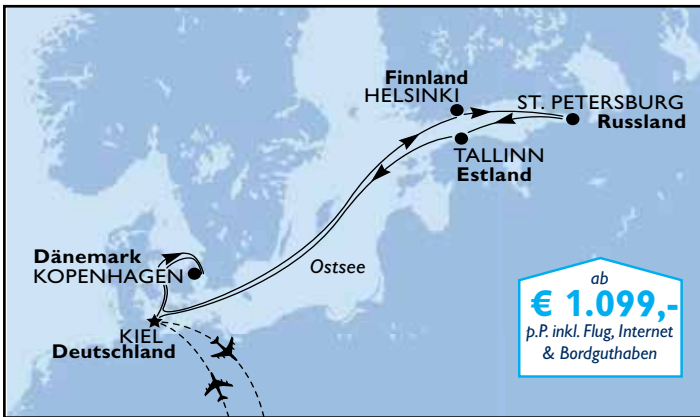 Finnland
HELSINKI
ST. PETERSBURG
Russland
TALLINN
Estland
Dänemark
KOPENHAGEN
Ostsee
KIEL
Deutschland
ab
€ 1.099,-
p.P. inkl. Flug, Internet
& Bordguthaben